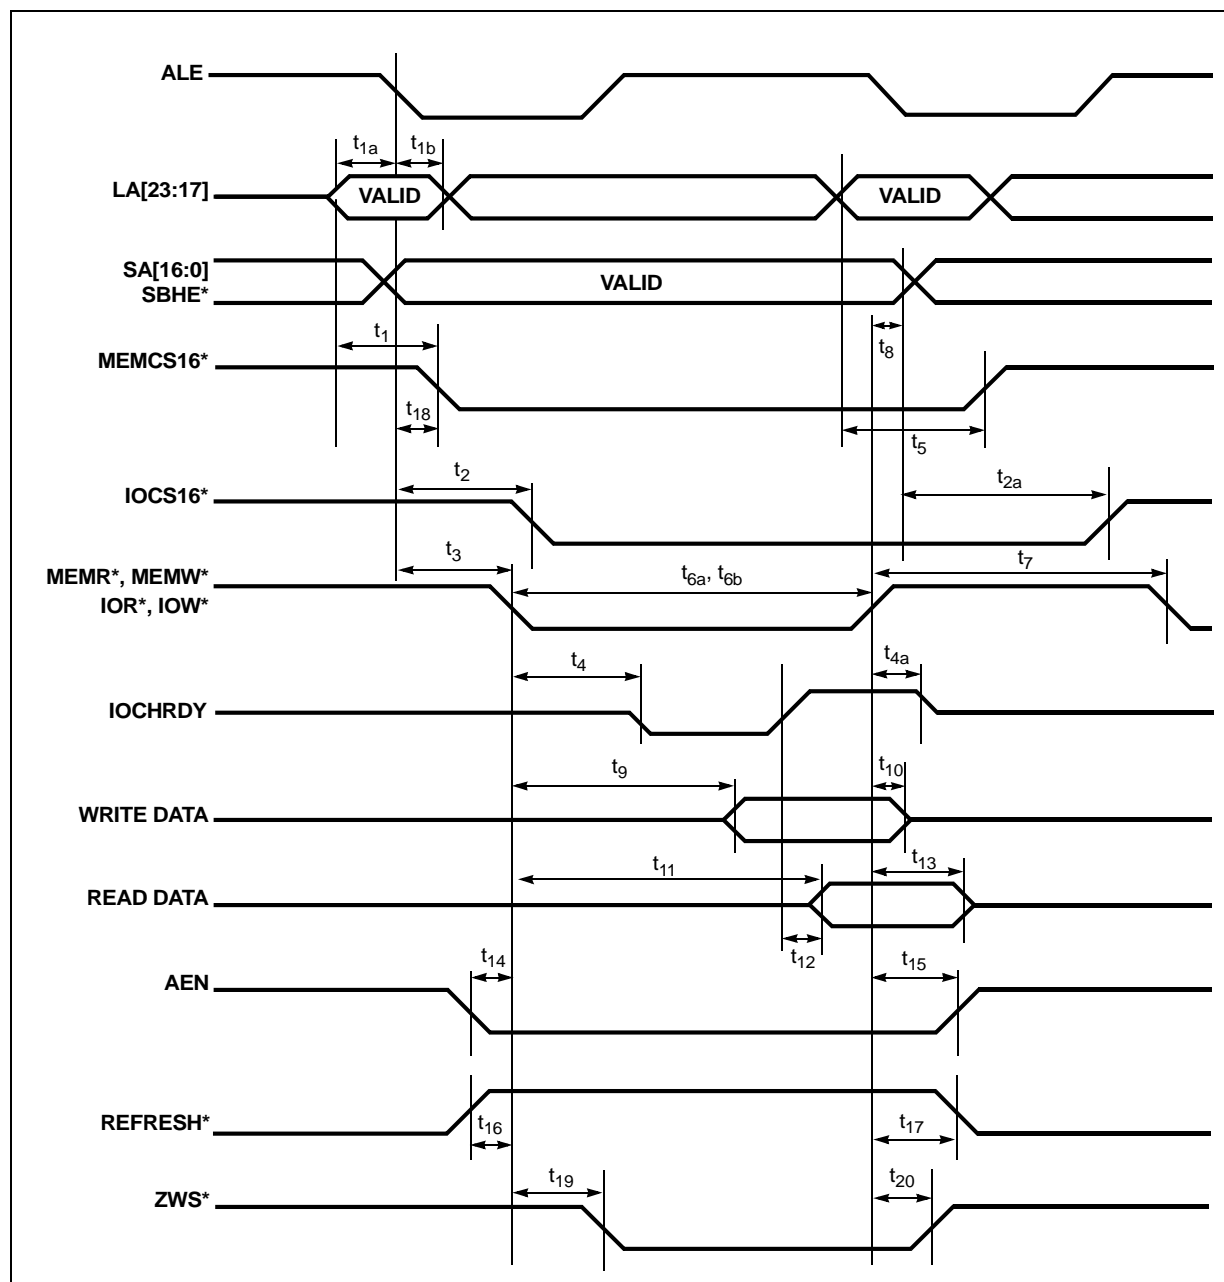 ALE
t1a t1b
LA[23:17] VALID VALID
SA[16:0]
SBHE* VALID
t1 t8
MEMCS16*
t18 t5
t2 t2a
IOCS16*
t3 t6a, t6b t7
MEMR*, MEMW*
IOR*, IOW*
t4 t4a
IOCHRDY
t9 t10
WRITE DATA
t11 t13
READ DATA
t14 t12 t15
AEN
REFRESH*
t16 t17
t19 t20
ZWS*